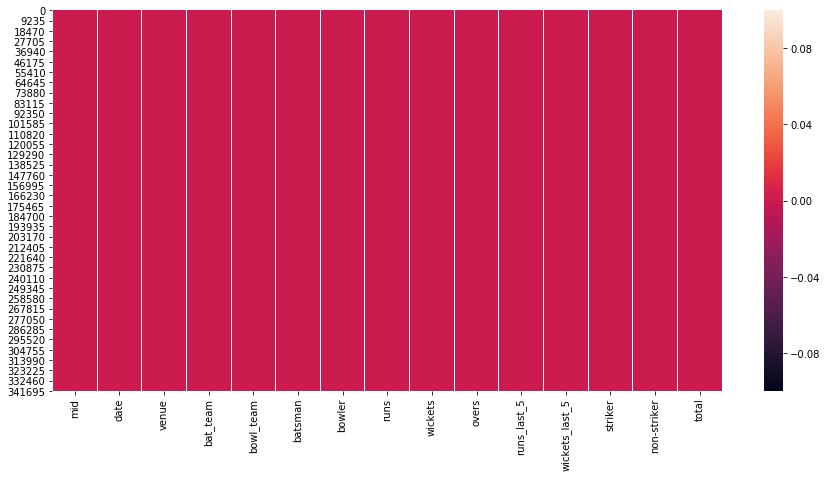 0
9235
18470
27705
36940
46175
55410
64645
73880
83115
92350
101585
110820
120055
129290
138525
147760
156995
166230
175465
184700
193935
203170
212405
221640
230875
240110
249345
258580
267815
277050
286285
295520
304755
313990
323225
332460
341695
mid
date
venue
bat_team
bowl_team
batsman
bowler
runs
wickets
overs
runs_last_5
wickets_last_5
striker
non-striker
total
0.08
0.04
0.00
−0.04
−0.08